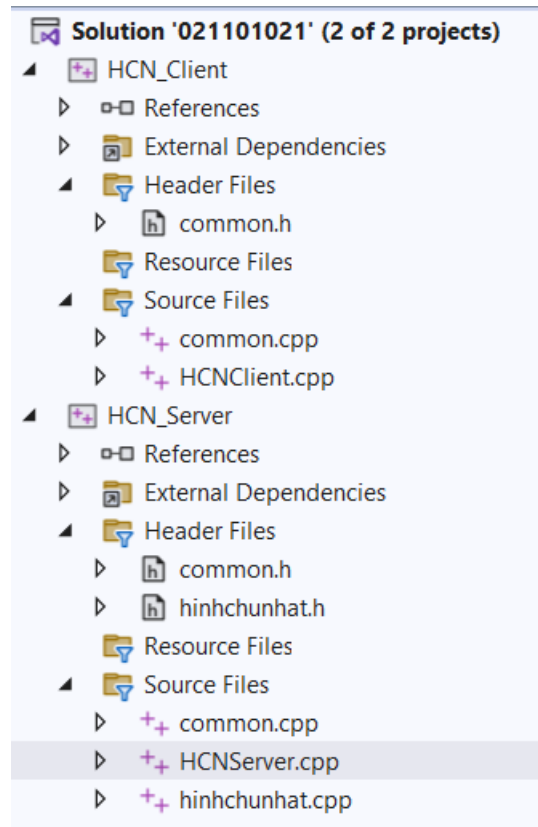 Solution '021101021' (2 of 2 projects)
HCN_Client
References
External Dependencies
Header Files
common.h
Resource Files
Source Files
common.cpp
HCNClient.cpp
HCN_Server
References
External Dependencies
Header Files
common.h
hinhchunhat.h
Resource Files
Source Files
common.cpp
HCNServer.cpp
hinhchunhat.cpp